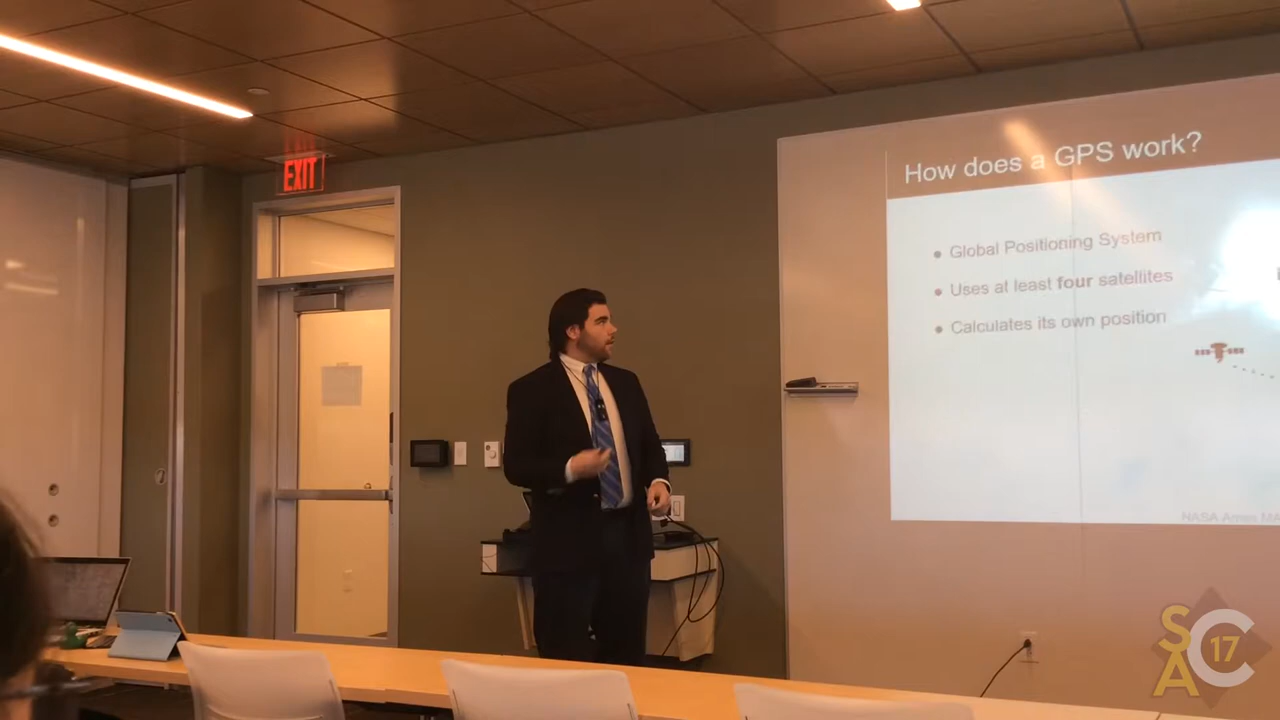 EXIT
How does a GPS work?
Global Positioning System
Uses at least four satellites
Calculates its own position
NASA Ames
SAC 17